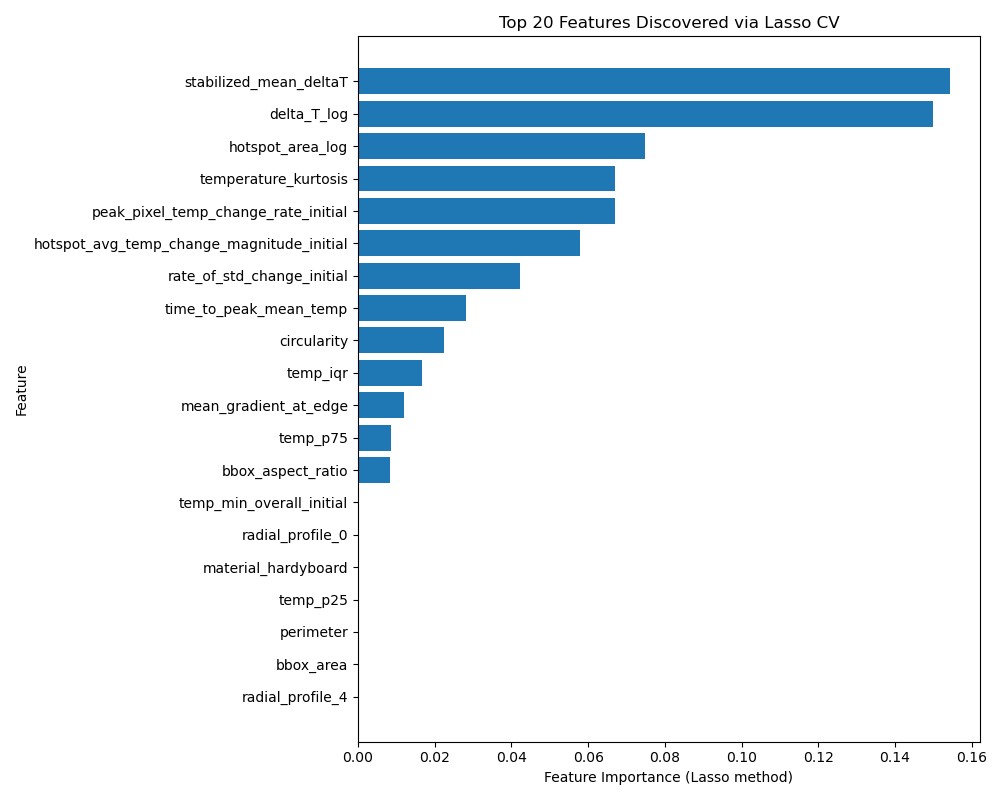 Top 20 Features Discovered via Lasso CV
stabilized_mean_deltaT
delta_T_log
hotspot_area_log
temperature_kurtosis
peak_pixel_temp_change_rate_initial
hotspot_avg_temp_change_magnitude_initial
rate_of_std_change_initial
time_to_peak_mean_temp
circularity
temp_iqr
mean_gradient_at_edge
temp_p75
bbox_aspect_ratio
temp_min_overall_initial
radial_profile_0
material_hardyboard
temp_p25
perimeter
bbox_area
radial_profile_4
Feature
0.00 0.02 0.04 0.06 0.08 0.10 0.12 0.14 0.16
Feature Importance (Lasso method)